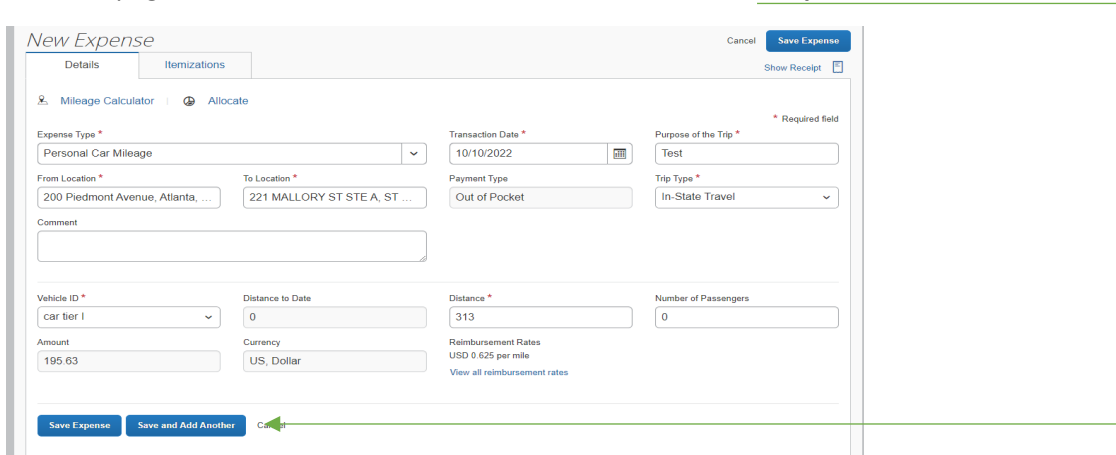 New Expense
Cancel Save Expense
Details Itemizations
Show Receipt
Mileage Calculator Allocate
* Required field
Expense Type * Transaction Date * Purpose of the Trip *
Personal Car Mileage 10/10/2022 Test
From Location * To Location * Payment Type Trip Type *
200 Piedmont Avenue, Atlanta, ... 221 MALLORY ST STE A, ST ... Out of Pocket In-State Travel
Comment
Vehicle ID * Distance to Date Distance * Number of Passengers
car tier I 0 313 0
Amount Currency Reimbursement Rates
195.63 US, Dollar USD 0.625 per mile
View all reimbursement rates
Save Expense Save and Add Another Cancel